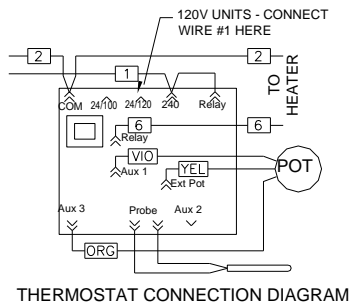 120V UNITS - CONNECT
WIRE #1 HERE
2
2
1
COM 24/100 24/120 240 Relay
TO
HEATER
6
6
Relay
VIO
Aux 1
YEL
Ext Pot
POT
Aux 3
Probe
Aux 2
ORG
THERMOSTAT CONNECTION DIAGRAM